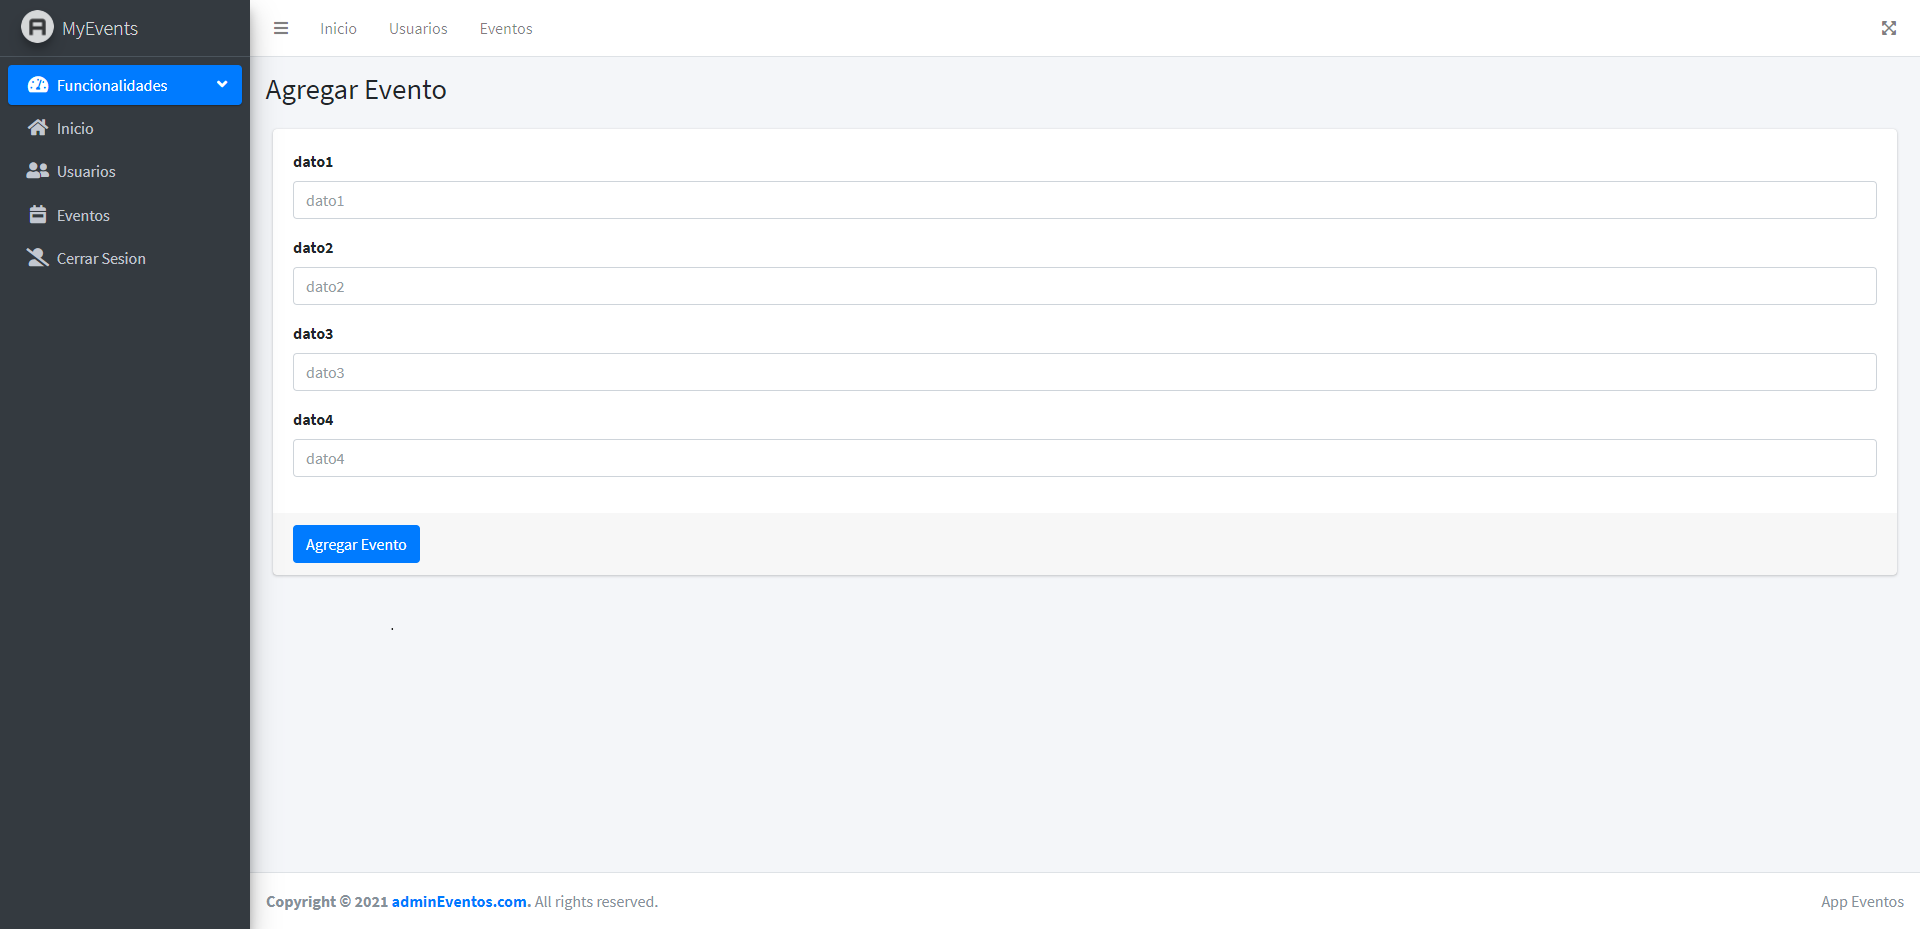 MyEvents
Funcionalidades
Inicio
Usuarios
Eventos
Cerrar Sesion
Inicio Usuarios Eventos
Agregar Evento
dato1
dato1
dato2
dato2
dato3
dato3
dato4
dato4
Agregar Evento
.
Copyright © 2021 adminEventos.com. All rights reserved.
App Eventos